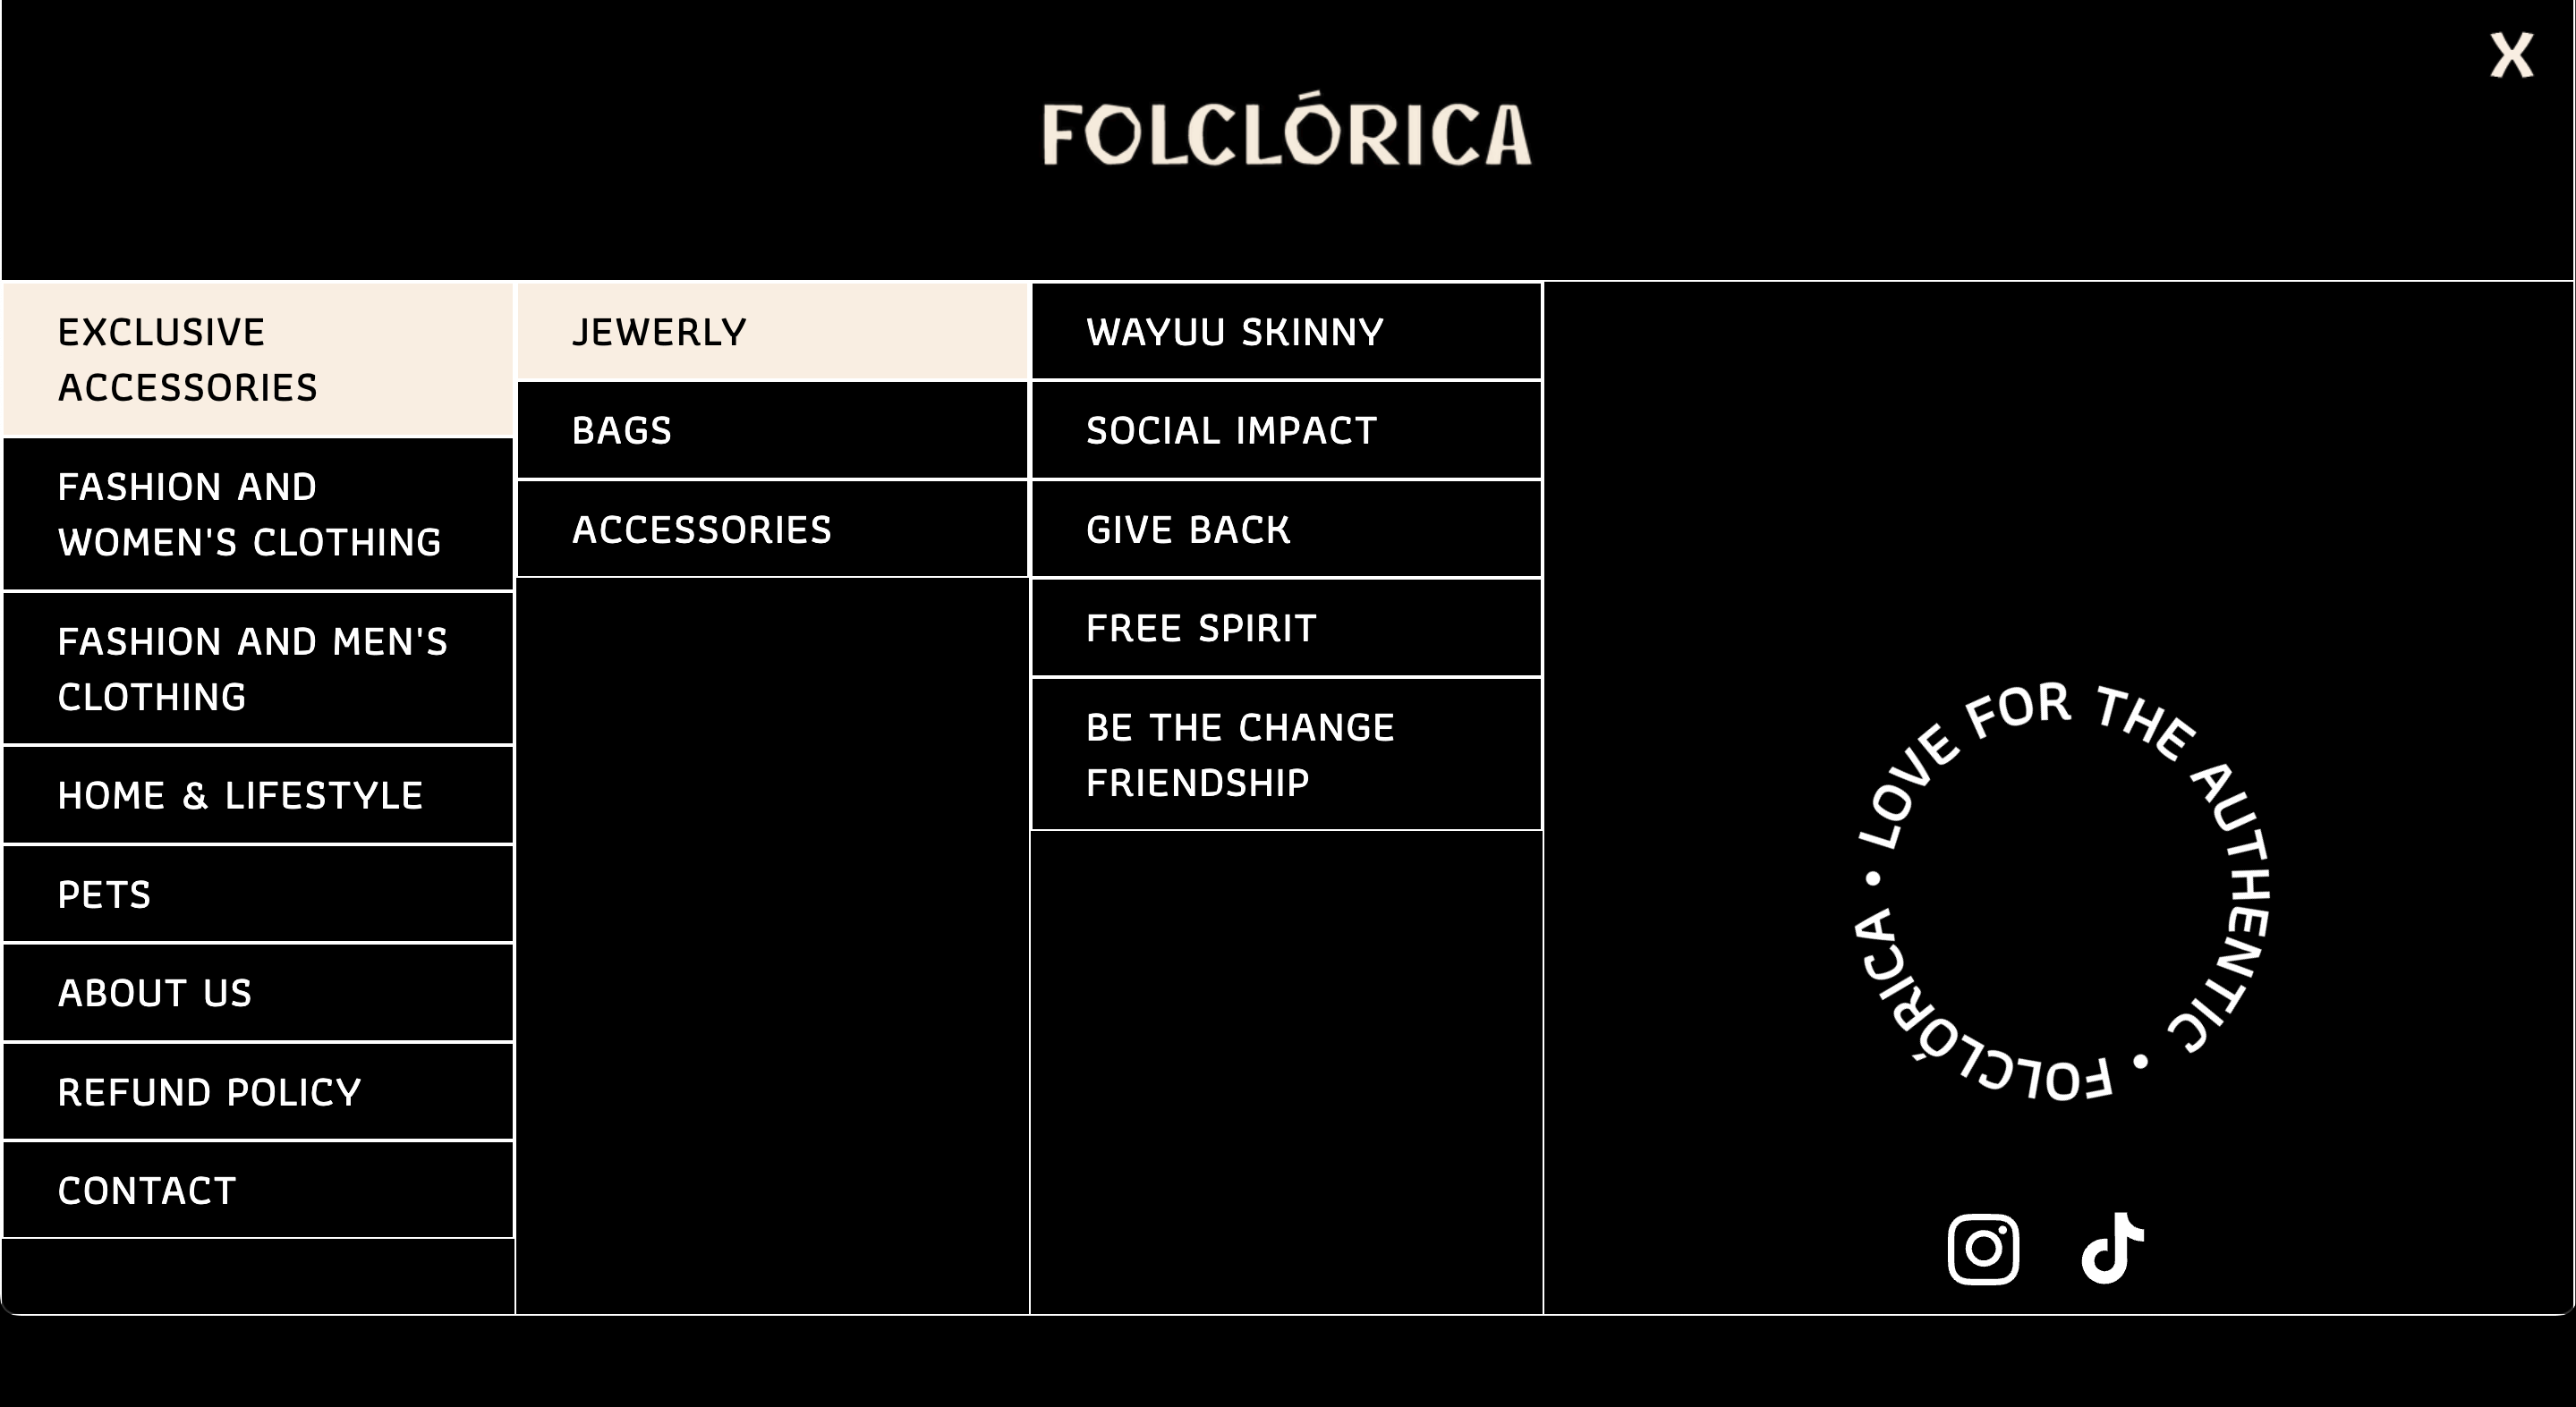 X
FOLCLÓRICA
EXCLUSIVE
ACCESSORIES
FASHION AND
WOMEN'S CLOTHING
FASHION AND MEN'S
CLOTHING
HOME & LIFESTYLE
PETS
ABOUT US
REFUND POLICY
CONTACT
JEWERLY
BAGS
ACCESSORIES
WAYUU SKINNY
SOCIAL IMPACT
GIVE BACK
FREE SPIRIT
BE THE CHANGE
FRIENDSHIP
LOVE FOR THE AUTHENTIC • FOLCLÓRICA •